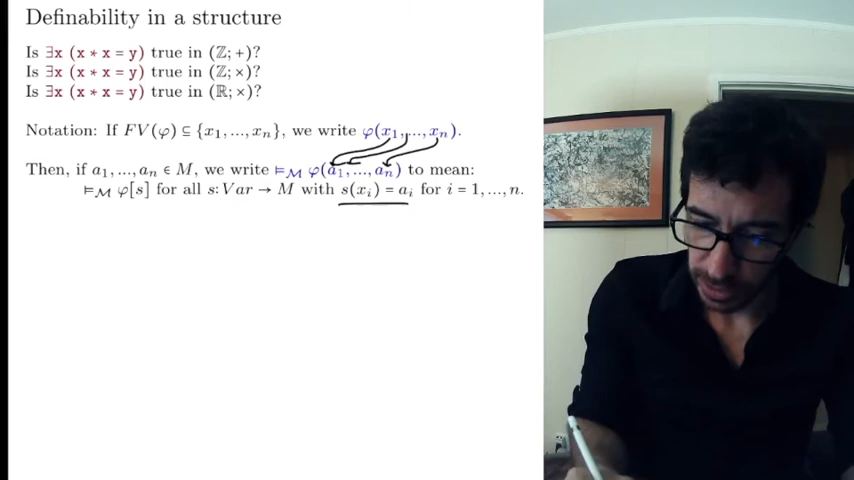 Definability in a structure
Is ∃x (x * x = y) true in (ℤ; +)?
Is ∃x (x * x = y) true in (ℤ; ×)?
Is ∃x (x * x = y) true in (ℝ; ×)?
Notation: If FV(φ) ⊆ {x₁, ..., xₙ}, we write φ(x₁, ..., xₙ).
Then, if a₁, ..., aₙ ∈ M, we write ⊨_ℳ φ(a₁, ..., aₙ) to mean:
⊨_ℳ φ[s] for all s: Var → M with s(xᵢ) = aᵢ for i = 1, ..., n.